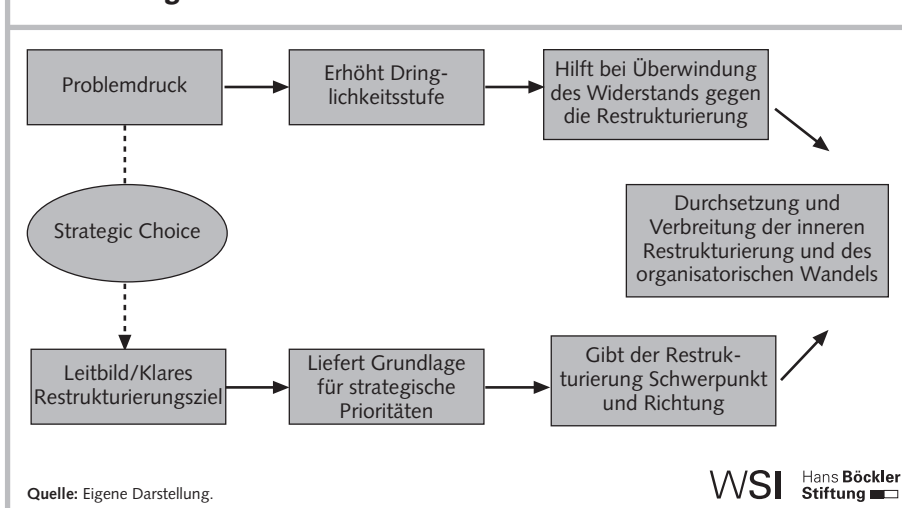 Problemdruck
Erhöht Dring-
lichkeitsstufe
Hilft bei Überwindung
des Widerstands gegen
die Restrukturierung
Strategic Choice
Durchsetzung und
Verbreitung der inneren
Restrukturierung und des
organisatorischen Wandels
Leitbild/Klares
Restrukturierungsziel
Liefert Grundlage
für strategische
Prioritäten
Gibt der Restruk-
turierung Schwerpunkt
und Richtung
Quelle: Eigene Darstellung.
WSI
Hans Böckler
Stiftung